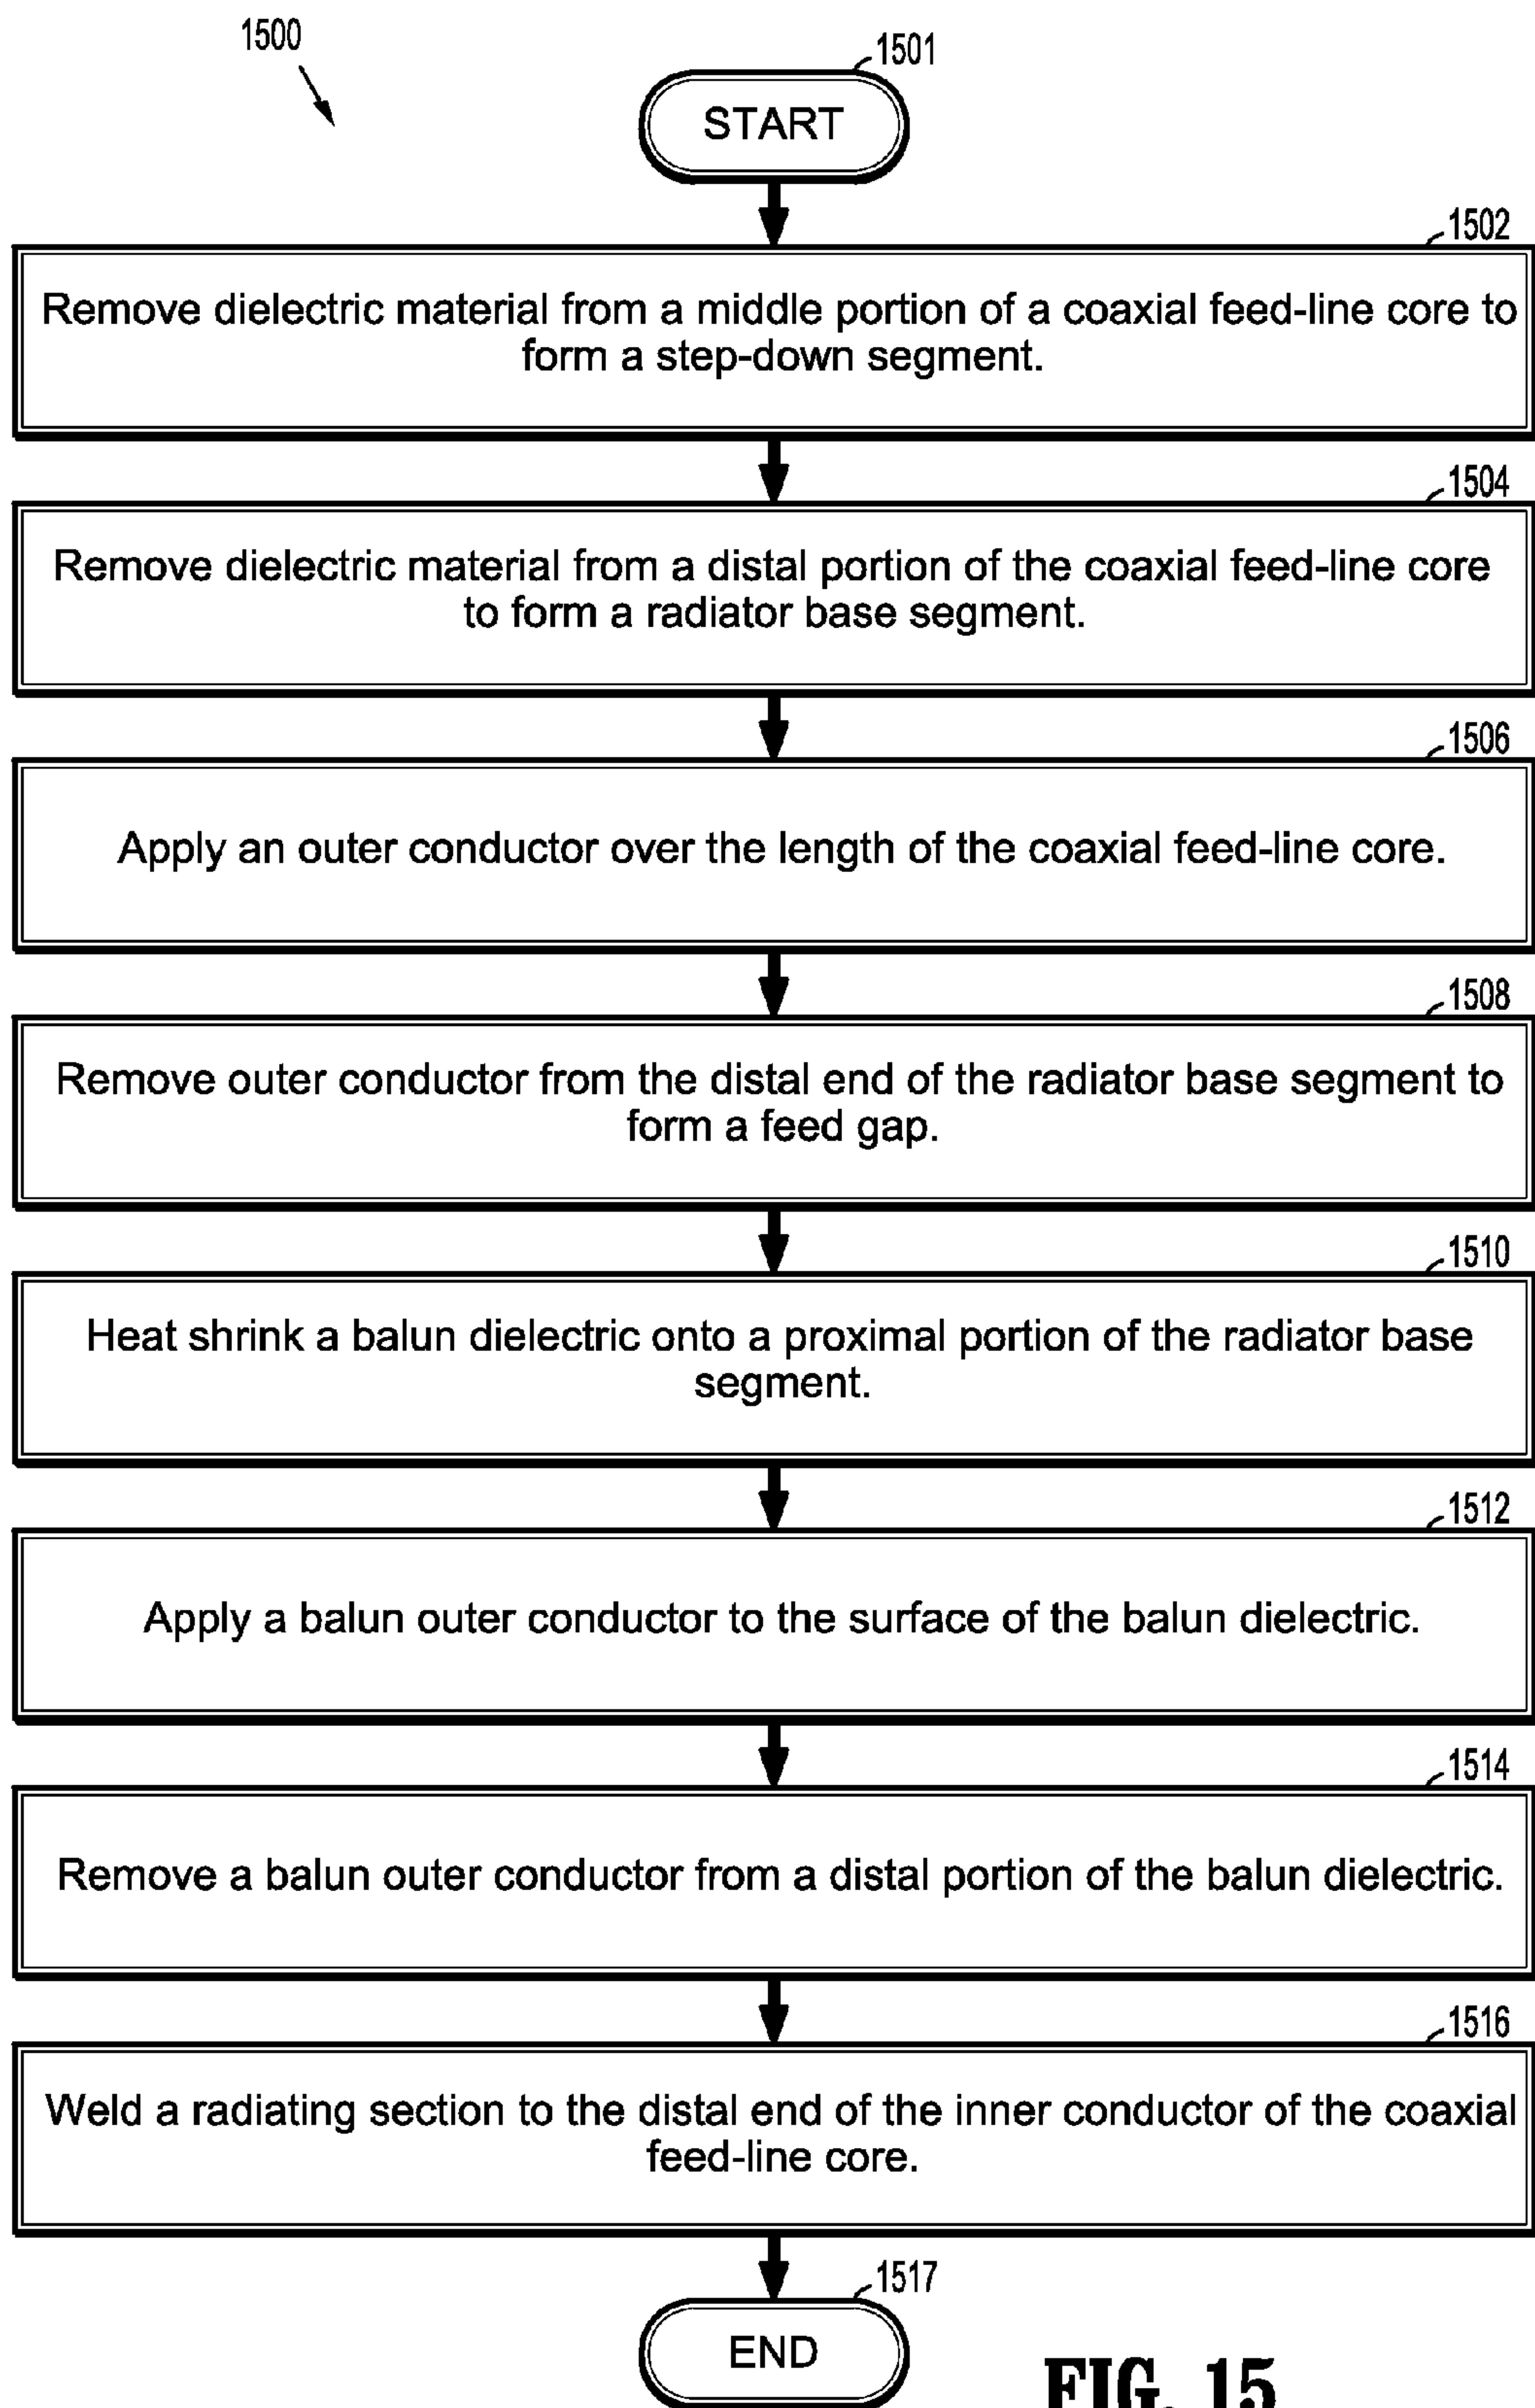 1500
1501
START
1502
Remove dielectric material from a middle portion of a coaxial feed-line core to
form a step-down segment.
1504
Remove dielectric material from a distal portion of the coaxial feed-line core
to form a radiator base segment.
1506
Apply an outer conductor over the length of the coaxial feed-line core.
1508
Remove outer conductor from the distal end of the radiator base segment to
form a feed gap.
1510
Heat shrink a balun dielectric onto a proximal portion of the radiator base
segment.
1512
Apply a balun outer conductor to the surface of the balun dielectric.
1514
Remove a balun outer conductor from a distal portion of the balun dielectric.
1516
Weld a radiating section to the distal end of the inner conductor of the coaxial
feed-line core.
1517
END
FIG. 15